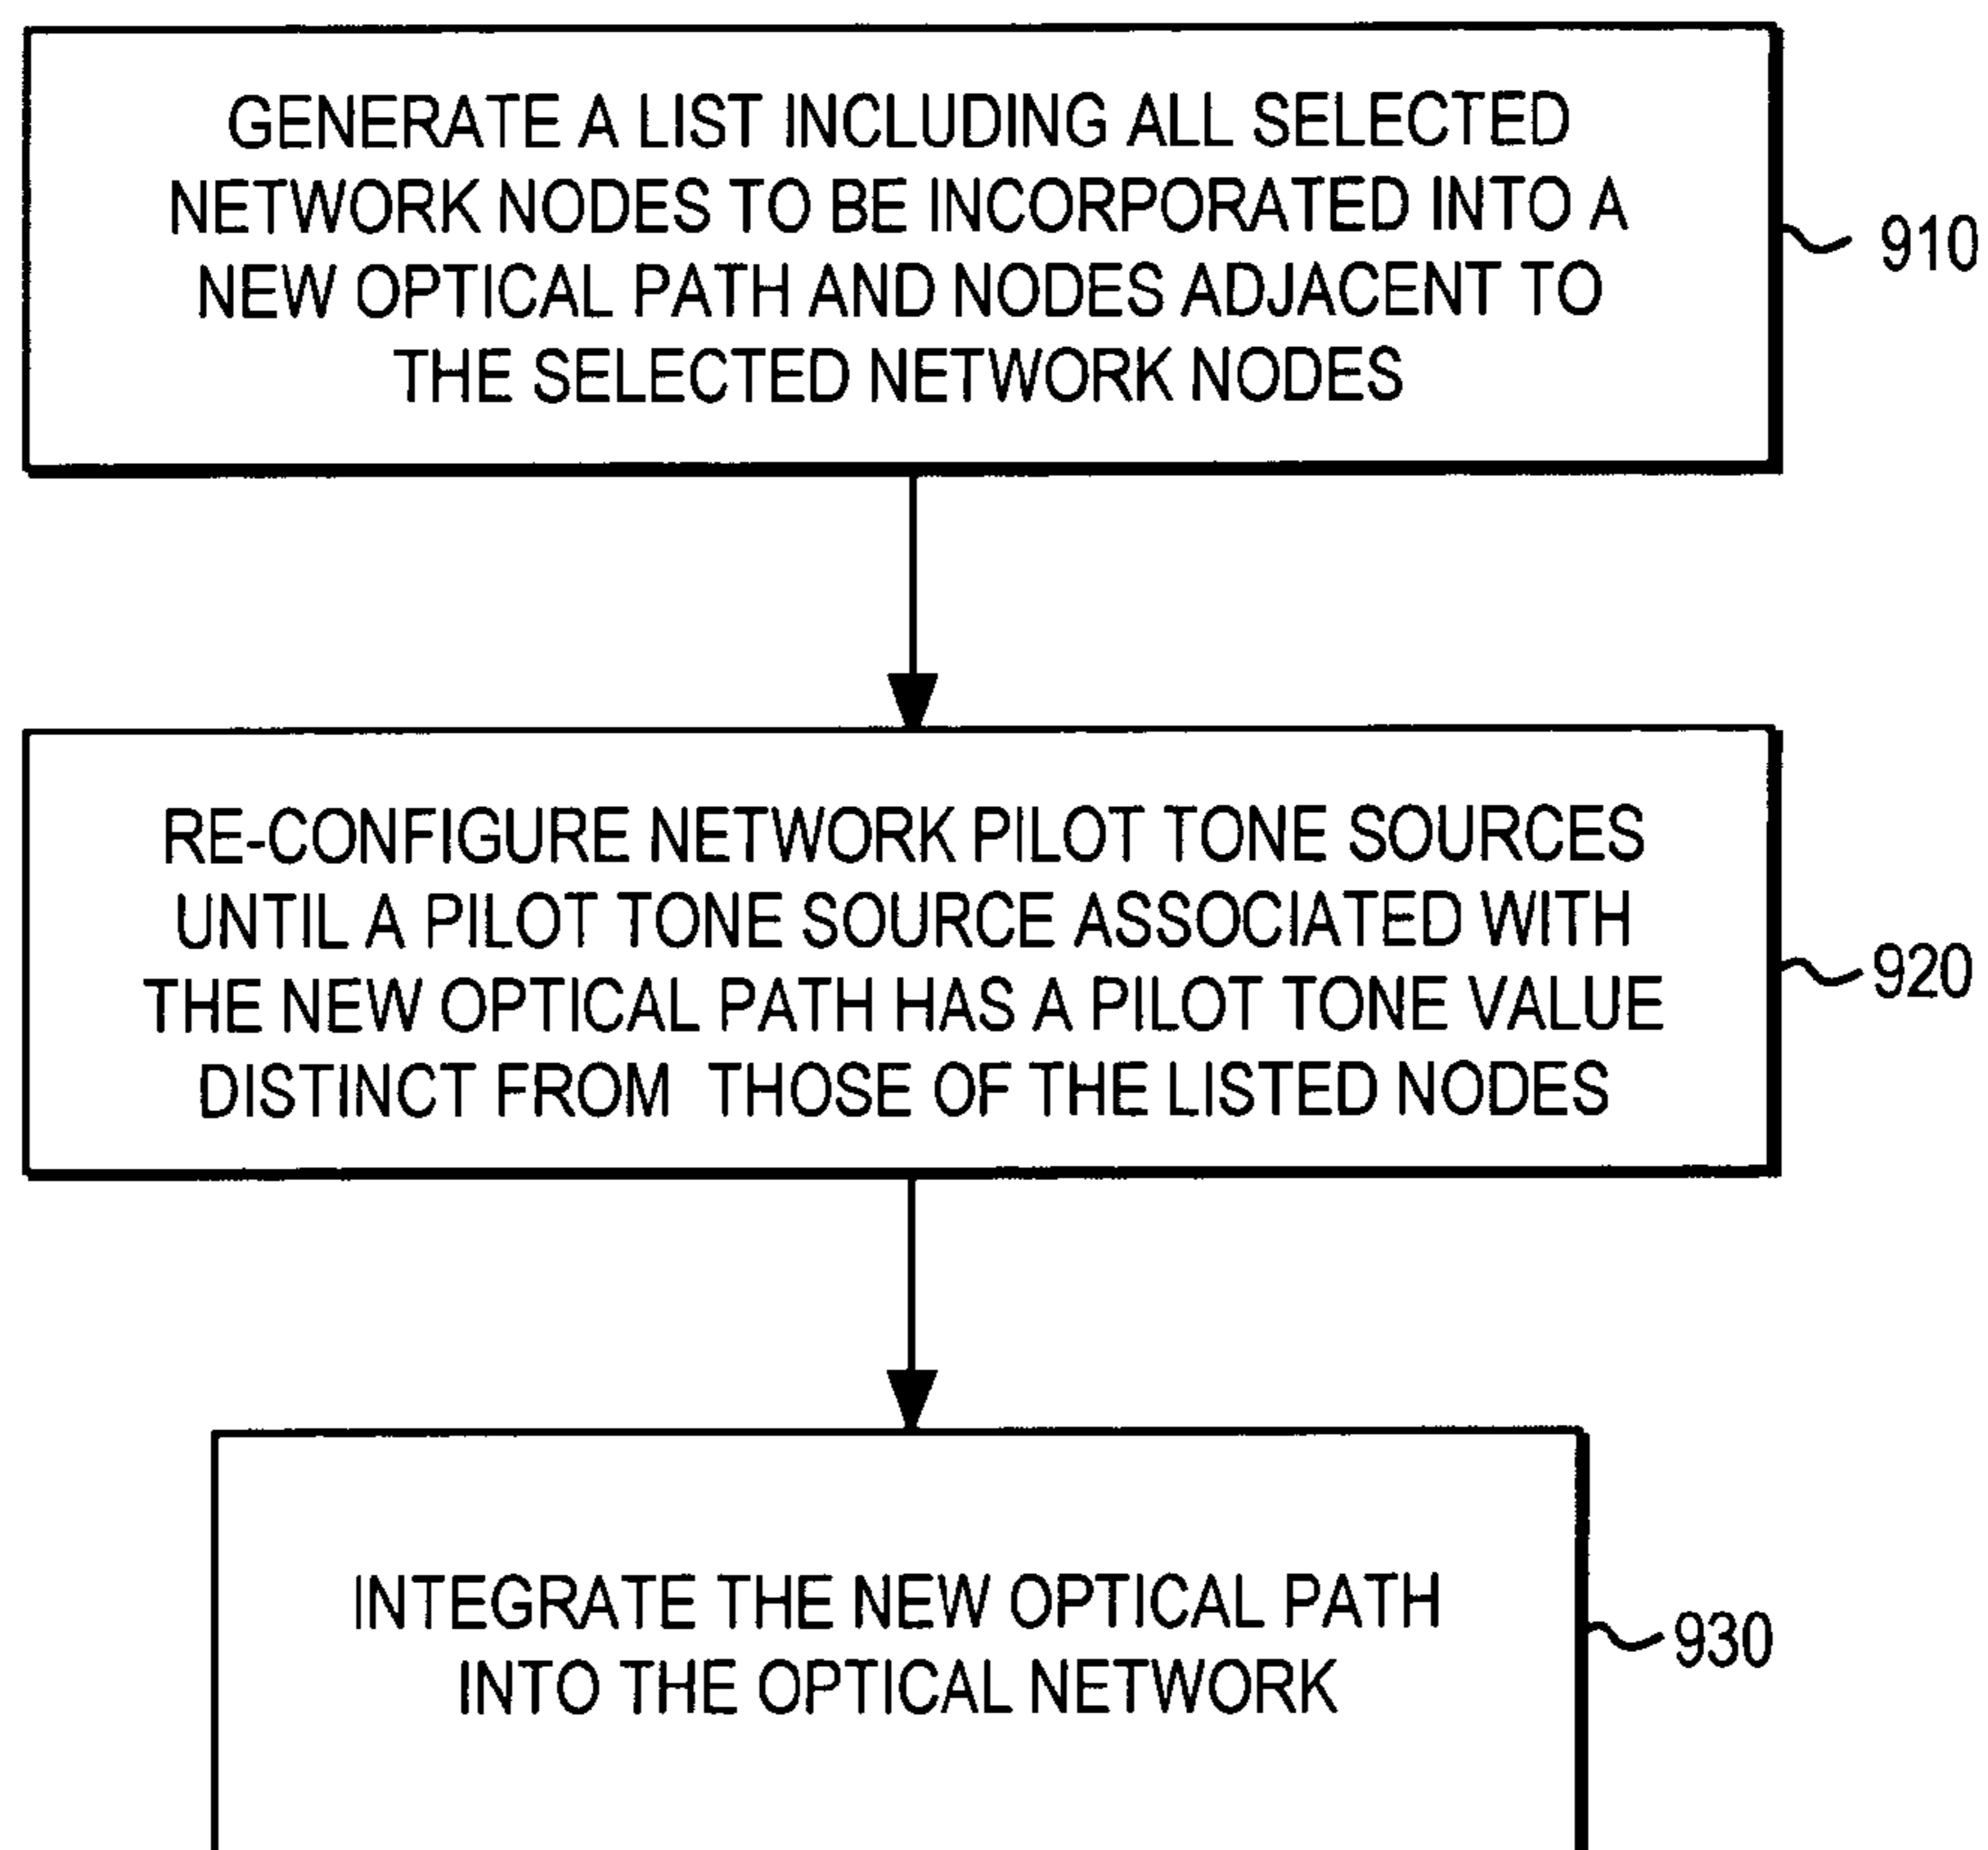 GENERATE A LIST INCLUDING ALL SELECTED
NETWORK NODES TO BE INCORPORATED INTO A
NEW OPTICAL PATH AND NODES ADJACENT TO
THE SELECTED NETWORK NODES
910
RE-CONFIGURE NETWORK PILOT TONE SOURCES
UNTIL A PILOT TONE SOURCE ASSOCIATED WITH
THE NEW OPTICAL PATH HAS A PILOT TONE VALUE
DISTINCT FROM THOSE OF THE LISTED NODES
920
INTEGRATE THE NEW OPTICAL PATH
INTO THE OPTICAL NETWORK
930